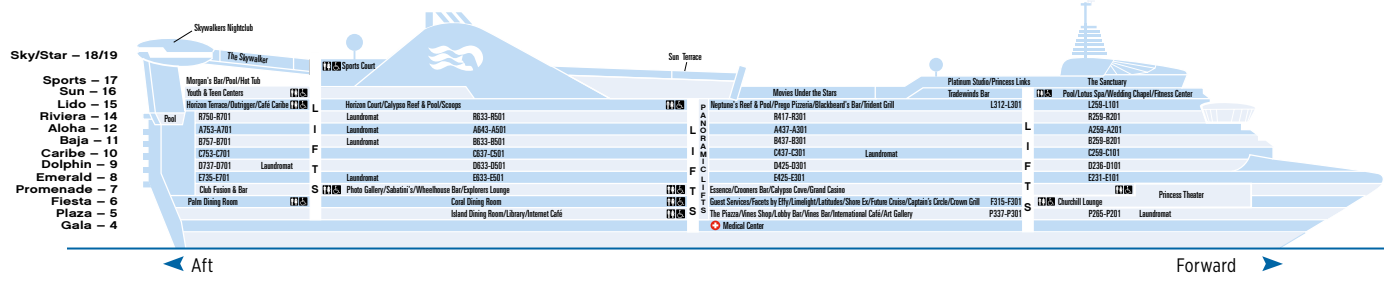 Skywalkers Nightclub
Sky/Star – 18/19
The Skywalker
Sports Court
Sun Terrace
Sports – 17
Morgan's Bar/Pool/Hot Tub
Platinum Studio/Princess Links
The Sanctuary
Sun – 16
Youth & Teen Centers
Movies Under the Stars
Tradewinds Bar
Pool/Lotus Spa/Wedding Chapel/Fitness Center
Lido – 15
Horizon Terrace/Outrigger/Café Caribe
Horizon Court/Calypso Reef & Pool/Scoops
Neptune's Reef & Pool/Prego Pizzeria/Blackbeard's Bar/Trident Grill
L312-L301
L259-L101
Riviera – 14
Pool
R750-R701
Laundromat
R633-R501
R417-R301
R259-R201
Aloha – 12
A753-A701
Laundromat
A643-A501
A437-A301
A259-A201
Baja – 11
B757-B701
Laundromat
B633-B501
B437-B301
B259-B201
Caribe – 10
C753-C701
C637-C501
C437-C301
Laundromat
C259-C101
Dolphin – 9
D737-D701
Laundromat
D633-D501
D425-D301
D236-D101
Emerald – 8
E735-E701
Laundromat
E633-E501
E425-E301
E231-E101
Promenade – 7
Club Fusion & Bar
Photo Gallery/Sabatini's/Wheelhouse Bar/Explorers Lounge
Essence/Crooners Bar/Calypso Cove/Grand Casino
Princess Theater
Fiesta – 6
Palm Dining Room
Coral Dining Room
Guest Services/Facets by Effy/Limelight/Latitudes/Shore Ex/Future Cruise/Captain's Circle/Crown Grill
F315-F301
Churchill Lounge
Plaza – 5
Island Dining Room/Library/Internet Café
The Piazza/Vines Shop/Lobby Bar/Vines Bar/International Café/Art Gallery
P337-P301
P265-P201
Laundromat
Gala – 4
Medical Center
LIFTS
LIFTS
PANORAMIC LIFTS
LIFTS
Aft
Forward